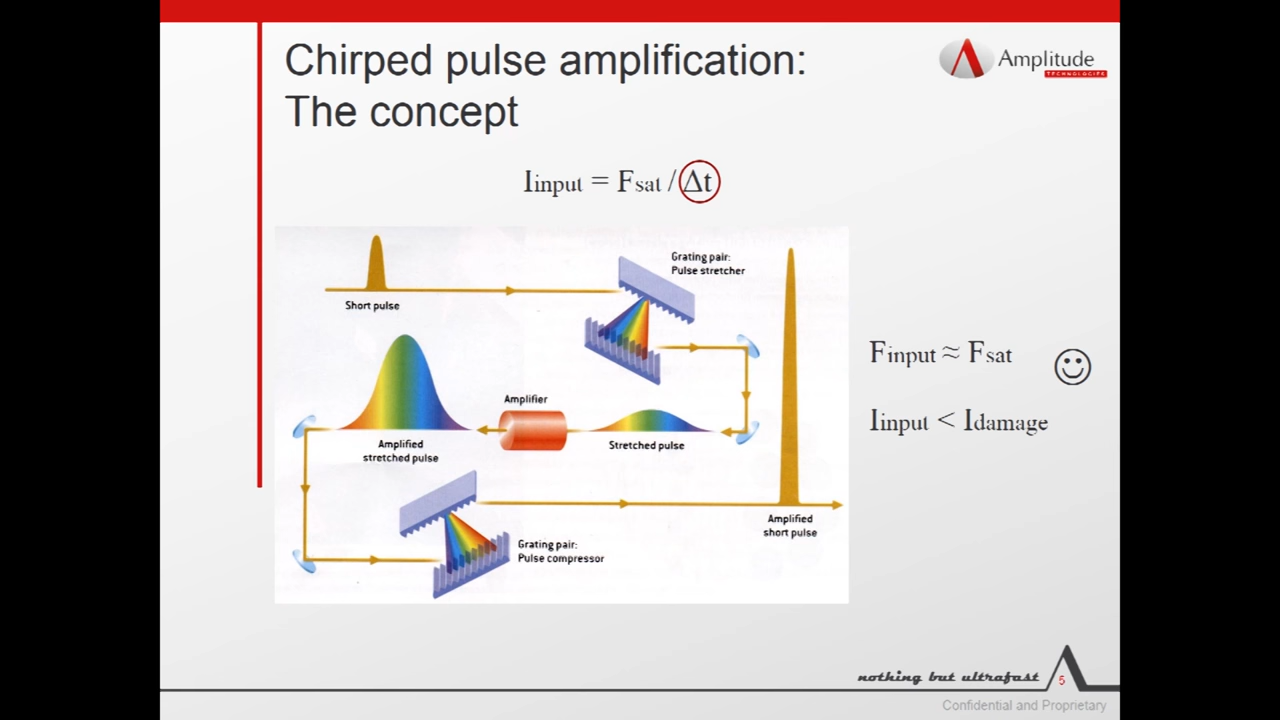 Chirped pulse amplification:
The concept
Amplitude
TECHNOLOGIES
Iinput = Fsat / Δt
Short pulse
Grating pair:
Pulse stretcher
Finput ≈ Fsat
Iinput < Idamage
Amplifier
Stretched pulse
Amplified
stretched pulse
Grating pair:
Pulse compressor
Amplified
short pulse
nothing but ultrafast
5
Confidential and Proprietary